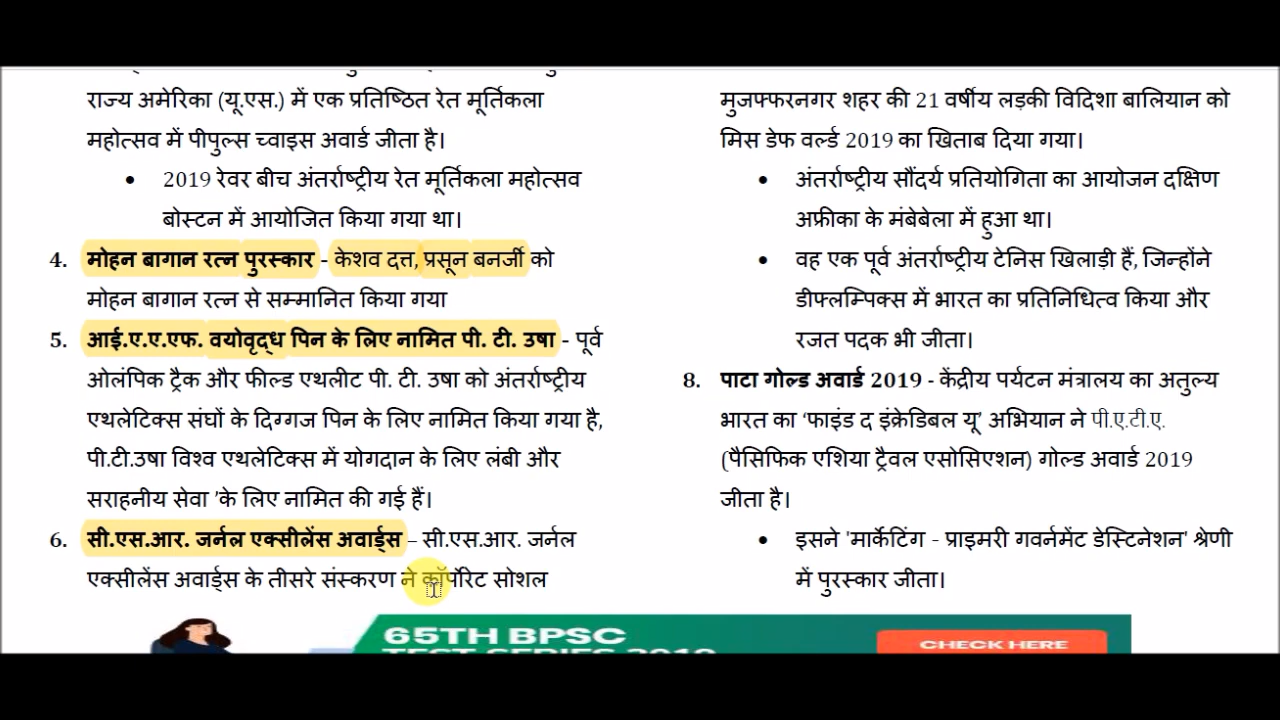 राज्य अमेरिका (यू.एस.) में एक प्रतिष्ठित रेत मूर्तिकला
महोत्सव में पीपुल्स च्वाइस अवार्ड जीता है।
• 2019 रेवर बीच अंतर्राष्ट्रीय रेत मूर्तिकला महोत्सव
बोस्टन में आयोजित किया गया था।
4. मोहन बागान रत्न पुरस्कार - केशव दत्त, प्रसून बनर्जी को
मोहन बागान रत्न से सम्मानित किया गया
5. आई.ए.ए.एफ. वयोवृद्ध पिन के लिए नामित पी. टी. उषा - पूर्व
ओलंपिक ट्रैक और फील्ड एथलीट पी. टी. उषा को अंतर्राष्ट्रीय
एथलेटिक्स संघों के दिग्गज पिन के लिए नामित किया गया है,
पी.टी.उषा विश्व एथलेटिक्स में योगदान के लिए लंबी और
सराहनीय सेवा 'के लिए नामित की गई हैं।
6. सी.एस.आर. जर्नल एक्सीलेंस अवार्ड्स – सी.एस.आर. जर्नल
एक्सीलेंस अवार्ड्स के तीसरे संस्करण ने कॉर्पोरेट सोशल
मुजफ्फरनगर शहर की 21 वर्षीय लड़की विदिशा बालियान को
मिस डेफ वर्ल्ड 2019 का खिताब दिया गया।
• अंतर्राष्ट्रीय सौंदर्य प्रतियोगिता का आयोजन दक्षिण
अफ्रीका के मंबेबेला में हुआ था।
• वह एक पूर्व अंतर्राष्ट्रीय टेनिस खिलाड़ी हैं, जिन्होंने
डीफ्लम्पिक्स में भारत का प्रतिनिधित्व किया और
रजत पदक भी जीता।
8. पाटा गोल्ड अवार्ड 2019 - केंद्रीय पर्यटन मंत्रालय का अतुल्य
भारत का 'फाइंड द इंक्रेडिबल यू' अभियान ने पी.ए.टी.ए.
(पैसिफिक एशिया ट्रैवल एसोसिएशन) गोल्ड अवार्ड 2019
जीता है।
• इसने 'मार्केटिंग - प्राइमरी गवर्नमेंट डेस्टिनेशन' श्रेणी
में पुरस्कार जीता।
65TH BPSC
TEST SERIES 2019
CHECK HERE